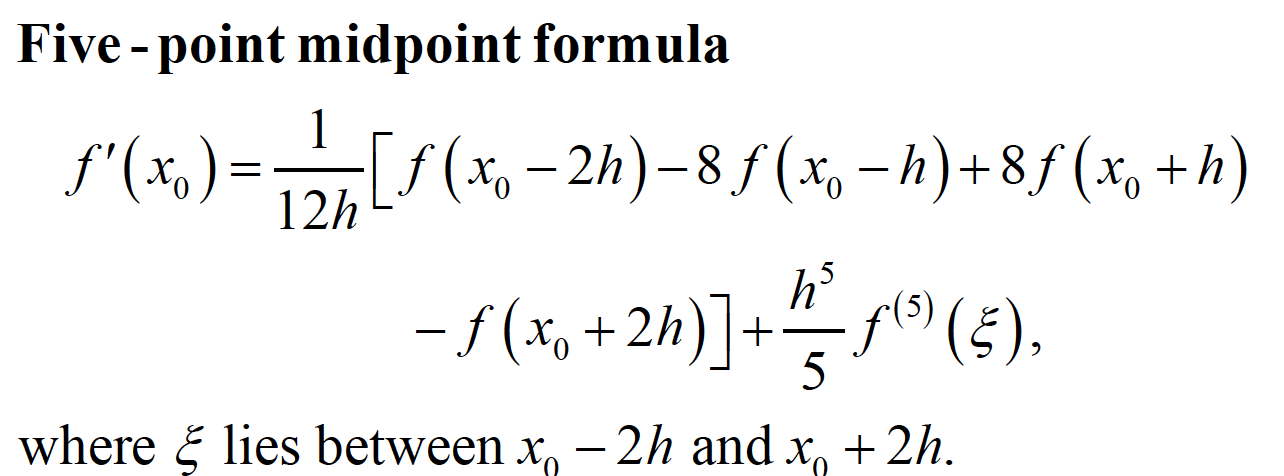 Five-point midpoint formula
f′(x₀) = 1/12h [f(x₀ − 2h) − 8f(x₀ − h) + 8f(x₀ + h)
− f(x₀ + 2h)] + h⁵/5 f⁽⁵⁾(ξ),
where ξ lies between x₀ − 2h and x₀ + 2h.